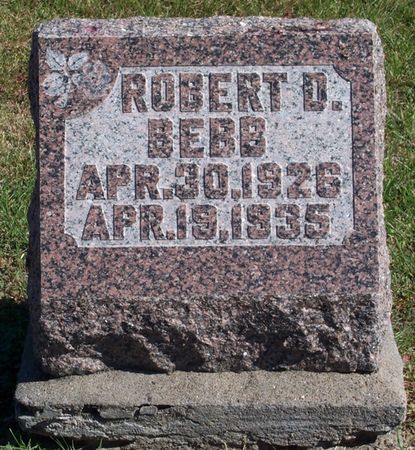 ROBERT D.
BEBB
APR. 30. 1926
APR. 19. 1935